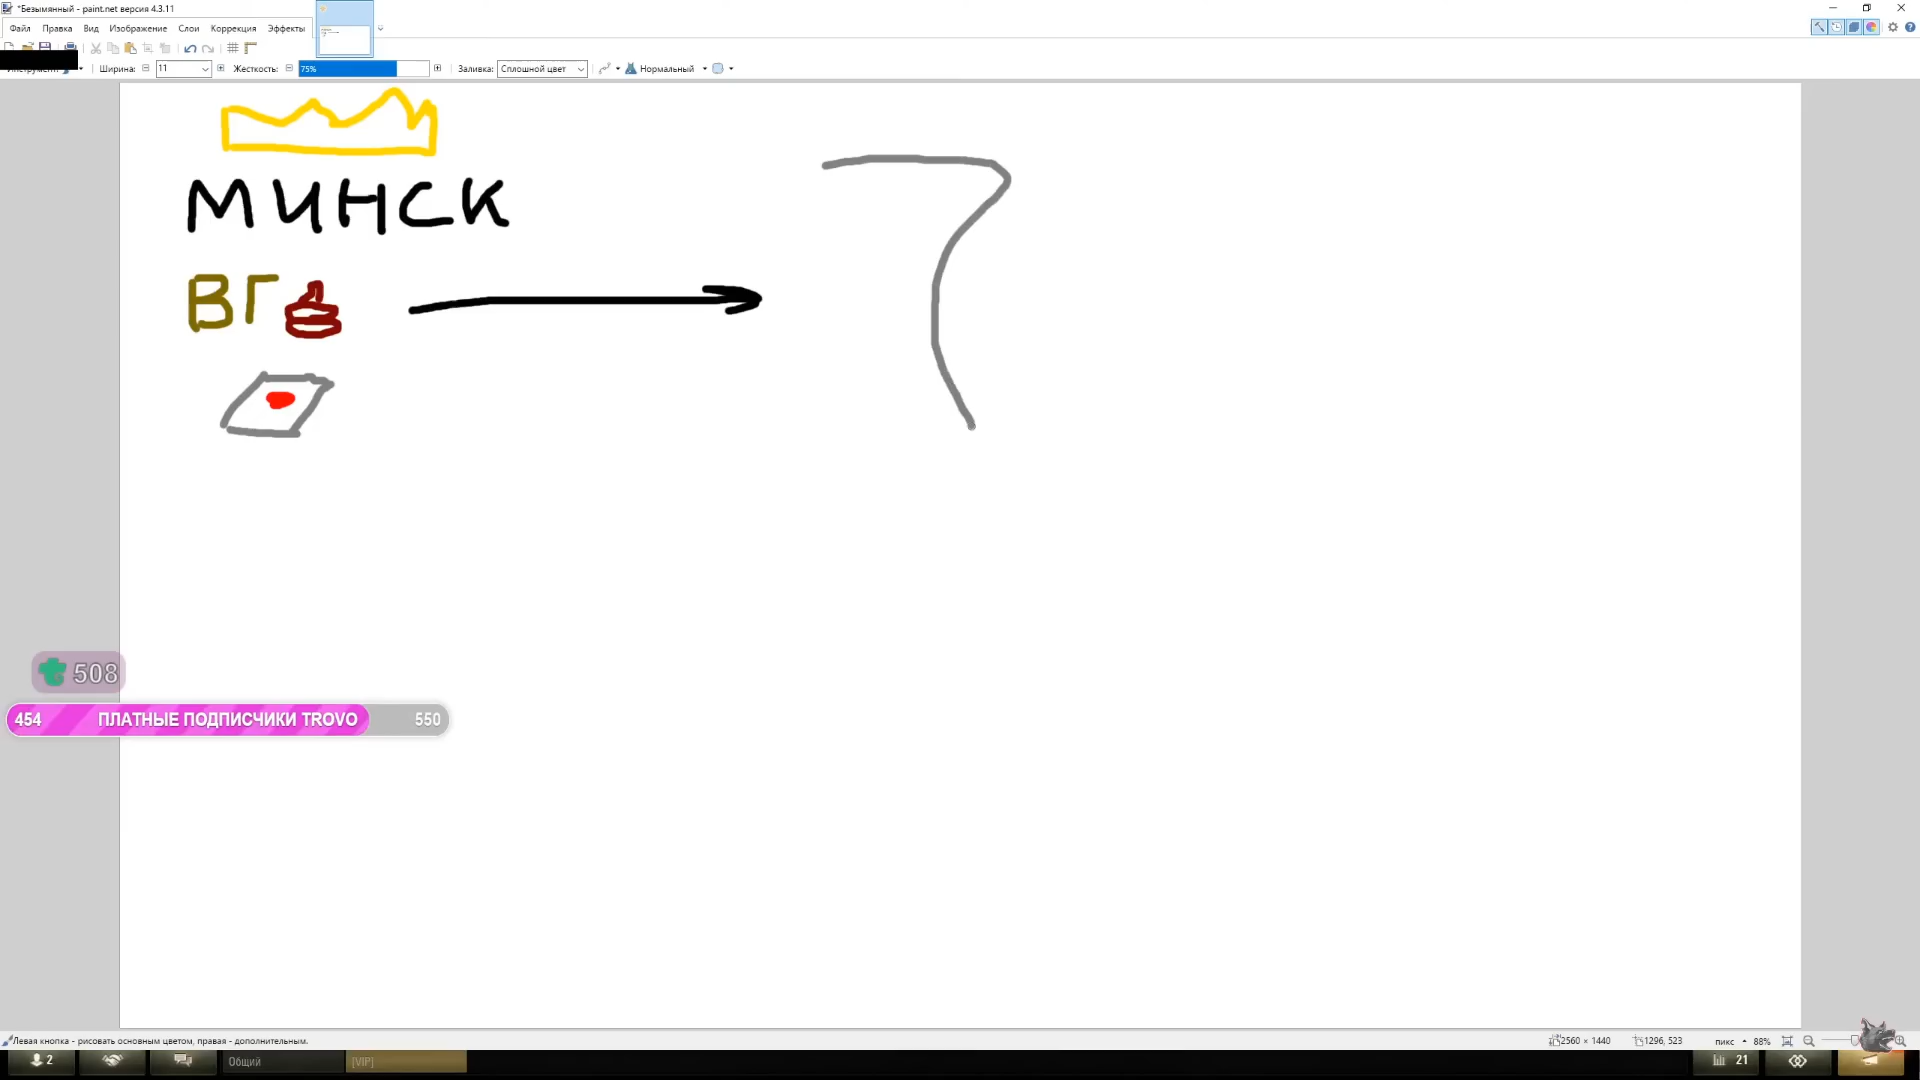 *Безымянный - paint.net версия 4.3.11
Файл Правка Вид Изображение Слои Коррекция Эффекты
Ширина: 11 Жесткость: 75% Заливка: Сплошной цвет Нормальный
МИНСК
ВГ
508
454 ПЛАТНЫЕ ПОДПИСЧИКИ TROVO 550
Левая кнопка - рисовать основным цветом, правая - дополнительным. 2560 × 1440 1296, 523 пикс 88%
2 Общий [VIP] 21